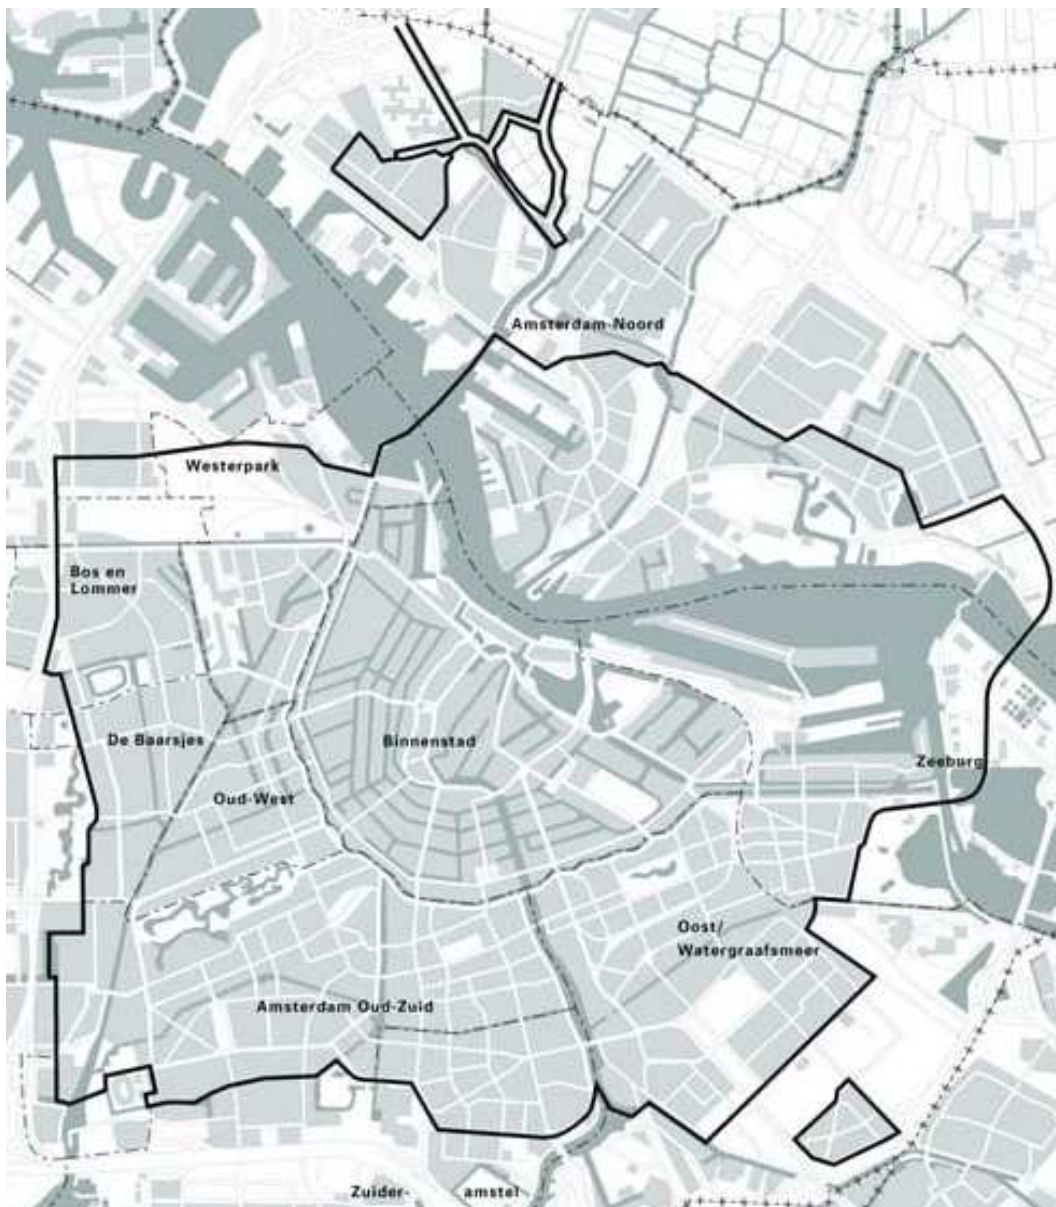 Amsterdam-Noord
Westerpark
Bos en
Lommer
De Baarsjes
Binnenstad
Zeeburg
Oud-West
Oost/
Watergraafsmeer
Amsterdam Oud-Zuid
Zuider- amstel